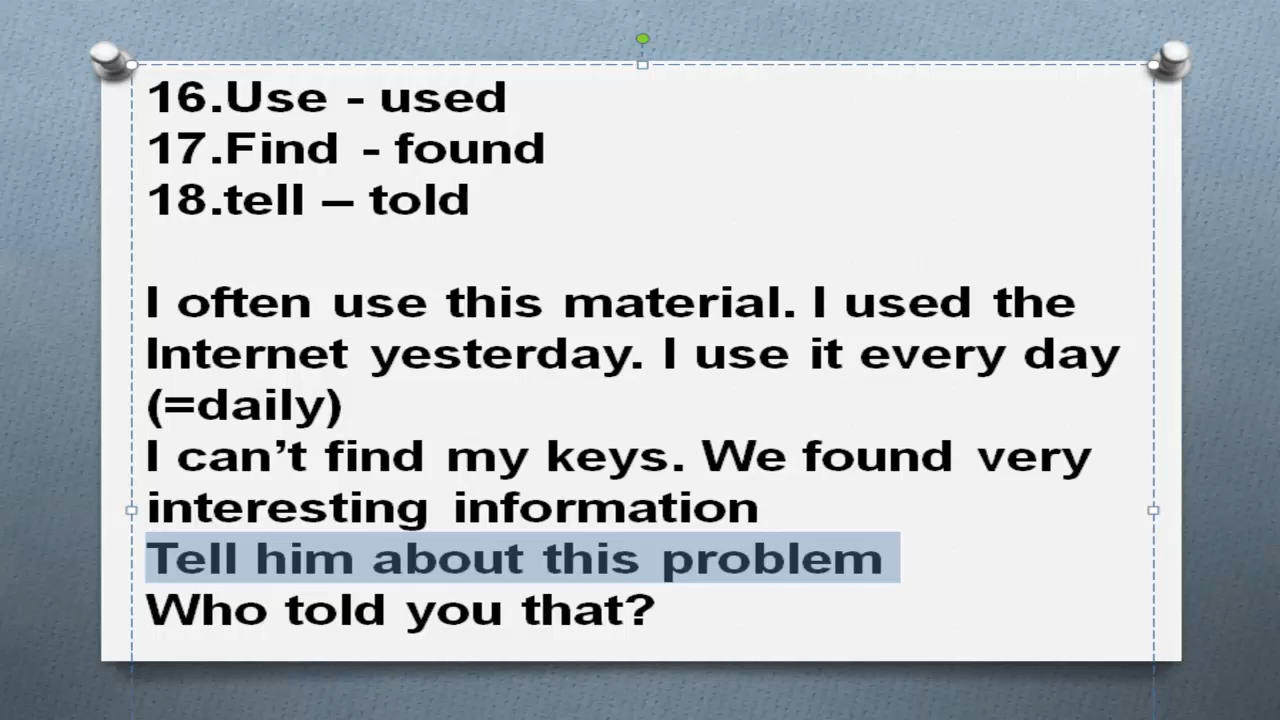 16.Use - used
17.Find - found
18.tell – told
I often use this material. I used the
Internet yesterday. I use it every day
(=daily)
I can’t find my keys. We found very
interesting information
Tell him about this problem
Who told you that?